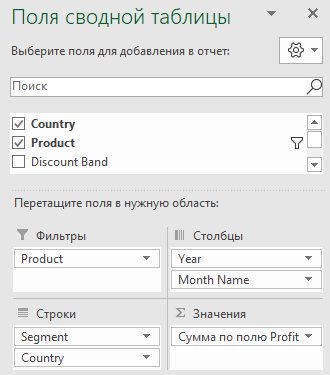 Поля сводной таблицы
Выберите поля для добавления в отчет:
Поиск
Country
Product
Discount Band
Перетащите поля в нужную область:
Фильтры
Столбцы
Product
Year
Month Name
Строки
Значения
Segment
Сумма по полю Profit
Country